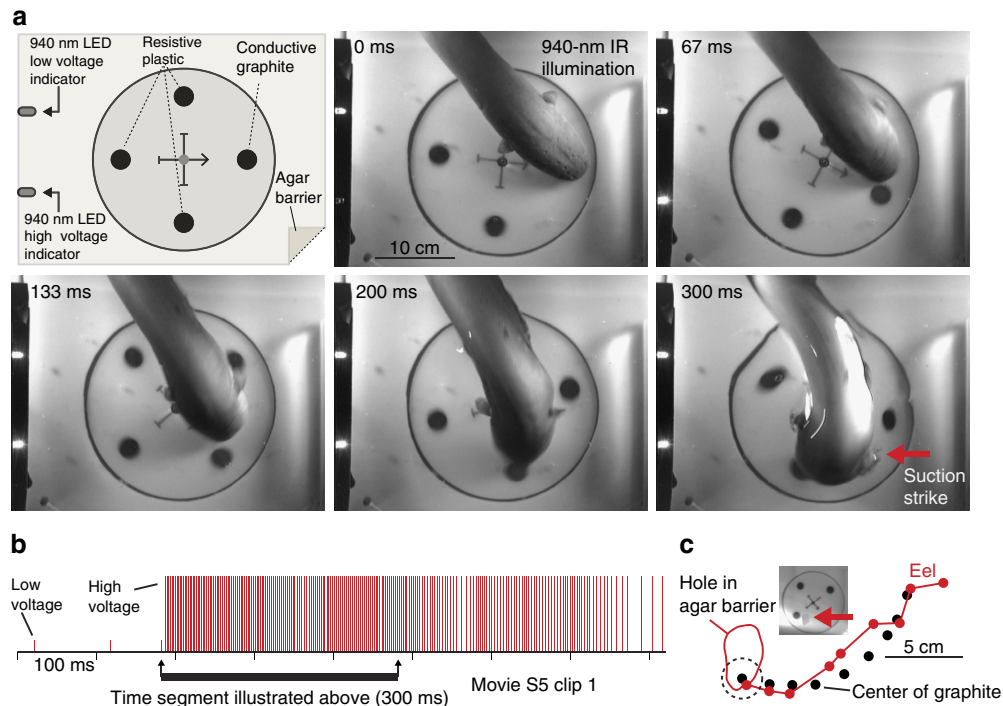 a
940 nm LED
low voltage
indicator
Resistive
plastic
Conductive
graphite
Agar
barrier
940 nm LED
high voltage
indicator
0 ms
940-nm IR
illumination
10 cm
67 ms
133 ms
200 ms
300 ms
Suction
strike
b
Low
voltage
High
voltage
100 ms
Time segment illustrated above (300 ms)
Movie S5 clip 1
c
Hole in
agar barrier
Eel
5 cm
Center of graphite